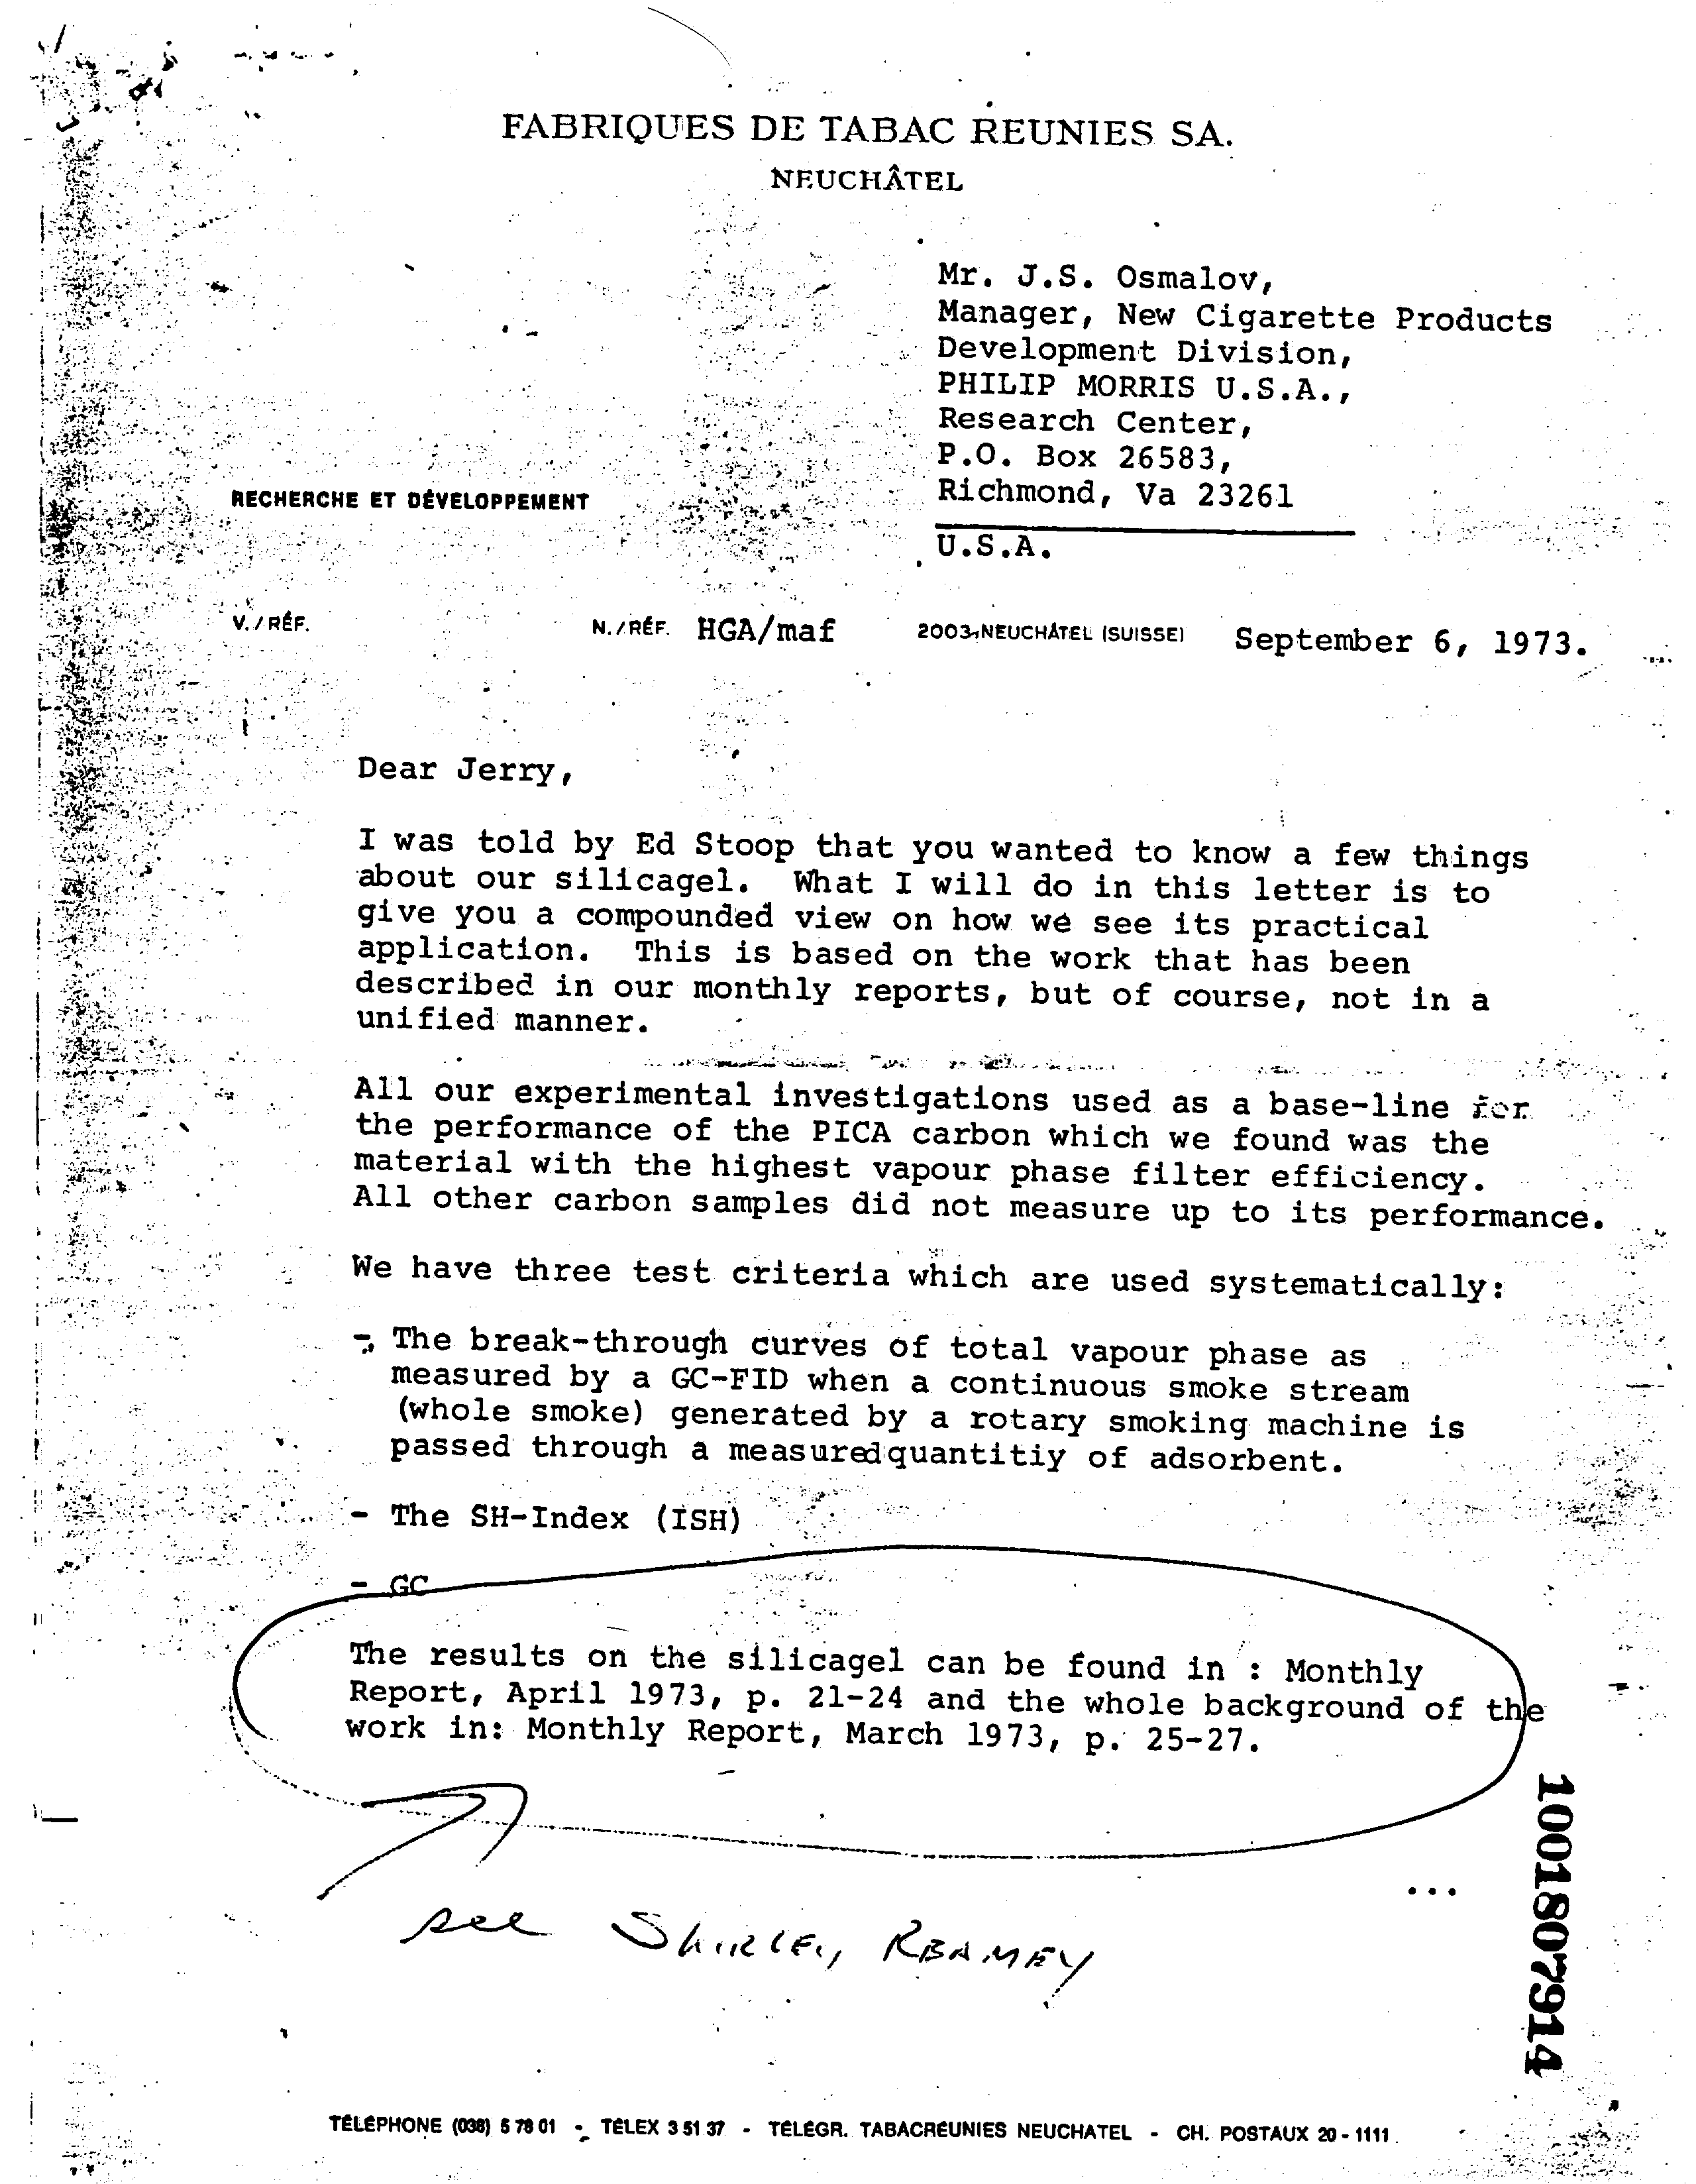 FABRIQUES DE TABAC REUNIES SA.
NEUCHÂTEL
Mr. J.S. Osmalov,
Manager, New Cigarette Products
Development Division,
PHILIP MORRIS U.S.A.,
Research Center,
P.O. Box 26583,
Richmond, Va 23261
U.S.A.
RECHERCHE ET DÉVELOPPEMENT
V./RÉF. N./RÉF. HGA/maf 2003 NEUCHÂTEL (SUISSE) September 6, 1973.
Dear Jerry,
I was told by Ed Stoop that you wanted to know a few things
about our silicagel. What I will do in this letter is to
give you a compounded view on how we see its practical
application. This is based on the work that has been
described in our monthly reports, but of course, not in a
unified manner.
All our experimental investigations used as a base-line for
the performance of the PICA carbon which we found was the
material with the highest vapour phase filter efficiency.
All other carbon samples did not measure up to its performance.
We have three test criteria which are used systematically:
- The break-through curves of total vapour phase as
measured by a GC-FID when a continuous smoke stream
(whole smoke) generated by a rotary smoking machine is
passed through a measured quantitiy of adsorbent.
- The SH-Index (ISH)
- GC
The results on the silicagel can be found in : Monthly
Report, April 1973, p. 21-24 and the whole background of the
work in: Monthly Report, March 1973, p. 25-27.
...
see Shirley
1001807914
TÉLÉPHONE (038) 5 78 01 - TÉLEX 3 51 37 - TÉLÉGR. TABACRÉUNIES NEUCHATEL - CH. POSTAUX 20 - 1111